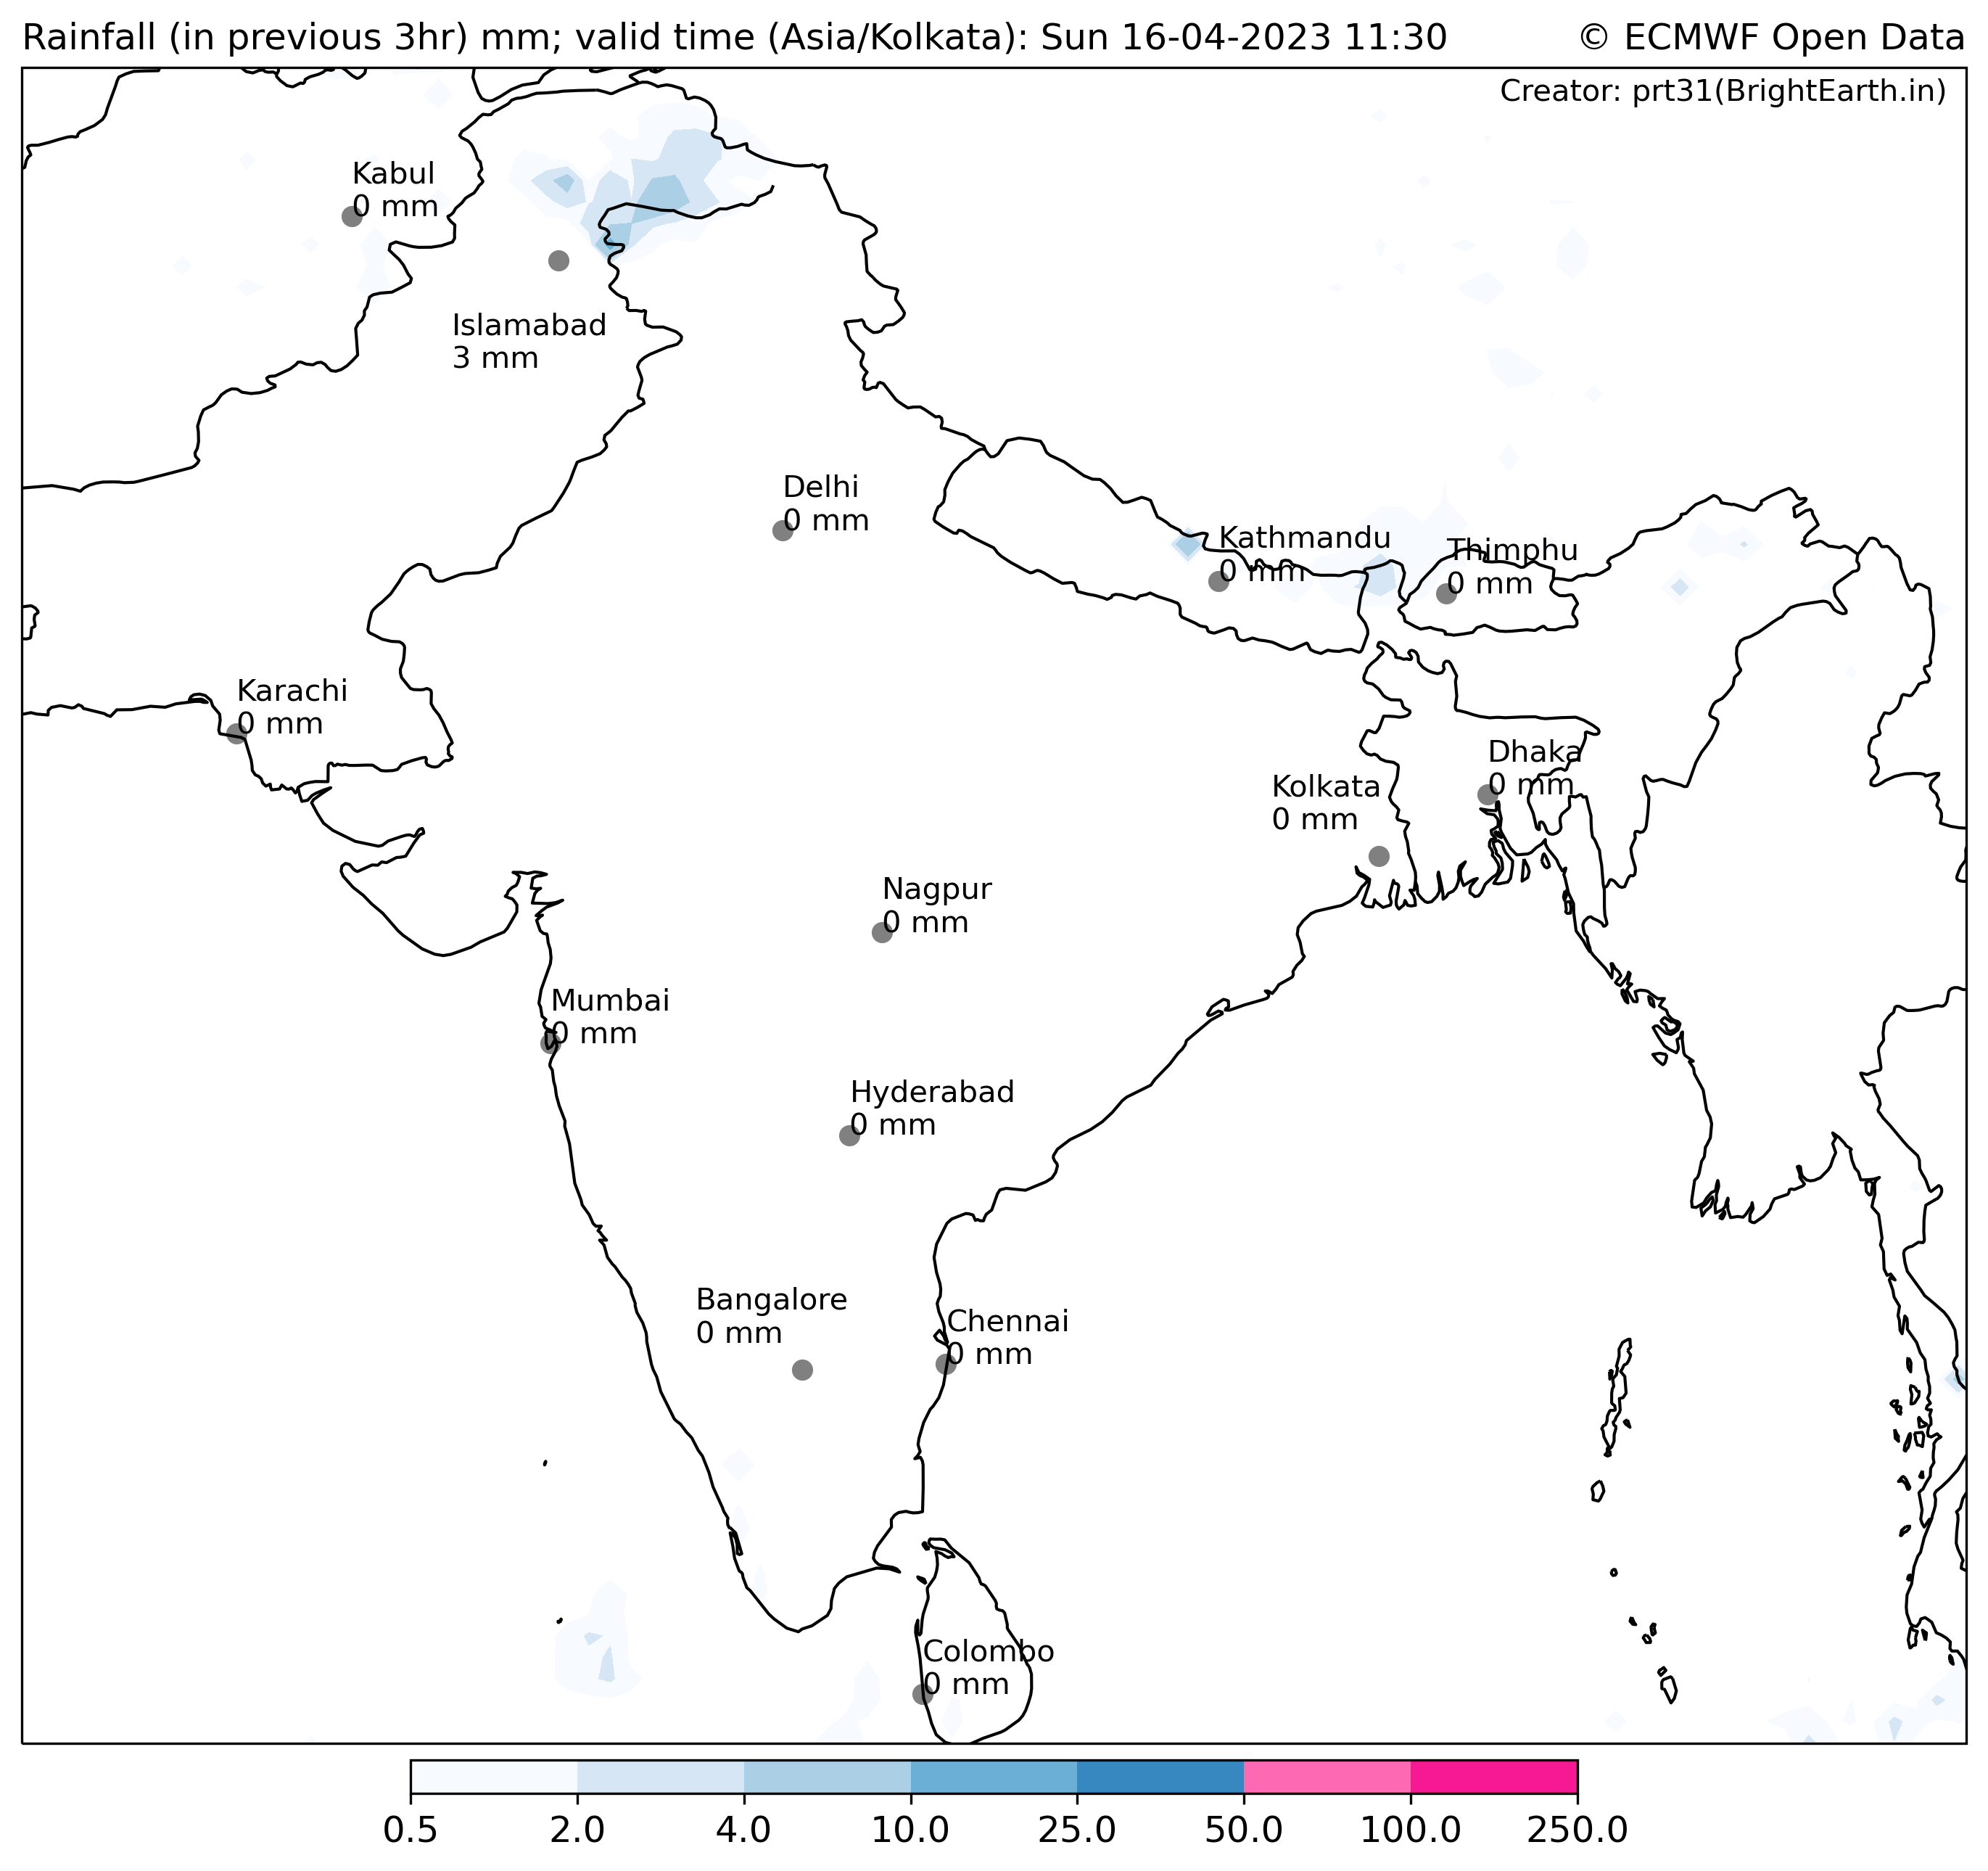 Rainfall (in previous 3hr) mm; valid time (Asia/Kolkata): Sun 16-04-2023 11:30
© ECMWF Open Data
Creator: prt31(BrightEarth.in)
Kabul
0 mm
Islamabad
3 mm
Delhi
0 mm
Kathmandu
0 mm
Thimphu
0 mm
Karachi
0 mm
Dhaka
0 mm
Kolkata
0 mm
Nagpur
0 mm
Mumbai
0 mm
Hyderabad
0 mm
Bangalore
0 mm
Chennai
0 mm
Colombo
0 mm
0.5 2.0 4.0 10.0 25.0 50.0 100.0 250.0